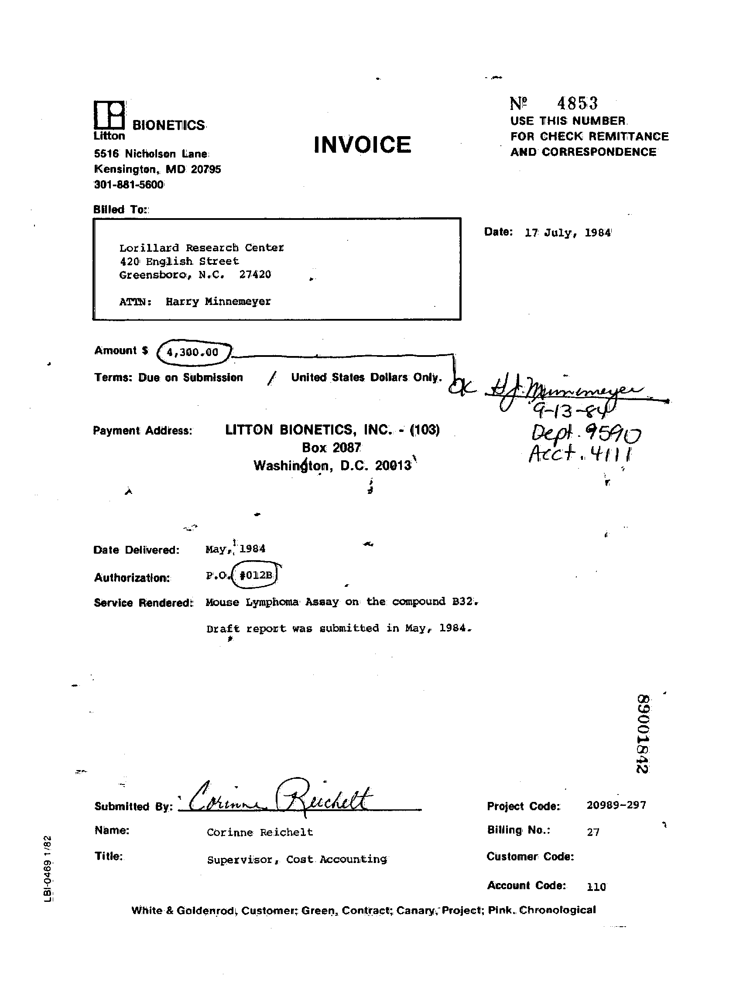 BIONETICS
Litton
5516 Nicholson Lane
Kensington, MD 20795
301-881-5600
INVOICE
Nº 4853
USE THIS NUMBER
FOR CHECK REMITTANCE
AND CORRESPONDENCE
Billed To:
Date: 17 July, 1984
Lorillard Research Center
420 English Street
Greensboro, N.C. 27420
ATTN: Harry Minnemeyer
Amount $ 4,300.00
Terms: Due on Submission / United States Dollars Only.
OK H.J. Minnemeyer
9-13-84
Dept. 9590
Acct. 4111
Payment Address: LITTON BIONETICS, INC. - (103)
Box 2087
Washington, D.C. 20013
Date Delivered: May, 1984
Authorization: P.O. #012B
Service Rendered: Mouse Lymphoma Assay on the compound B32.
Draft report was submitted in May, 1984.
89001842
Submitted By: Corinne Reichelt
Name: Corinne Reichelt
Title: Supervisor, Cost Accounting
Project Code: 20989-297
Billing No.: 27
Customer Code:
Account Code: 110
LBI-0469 1/82
White & Goldenrod, Customer; Green, Contract; Canary, Project; Pink, Chronological